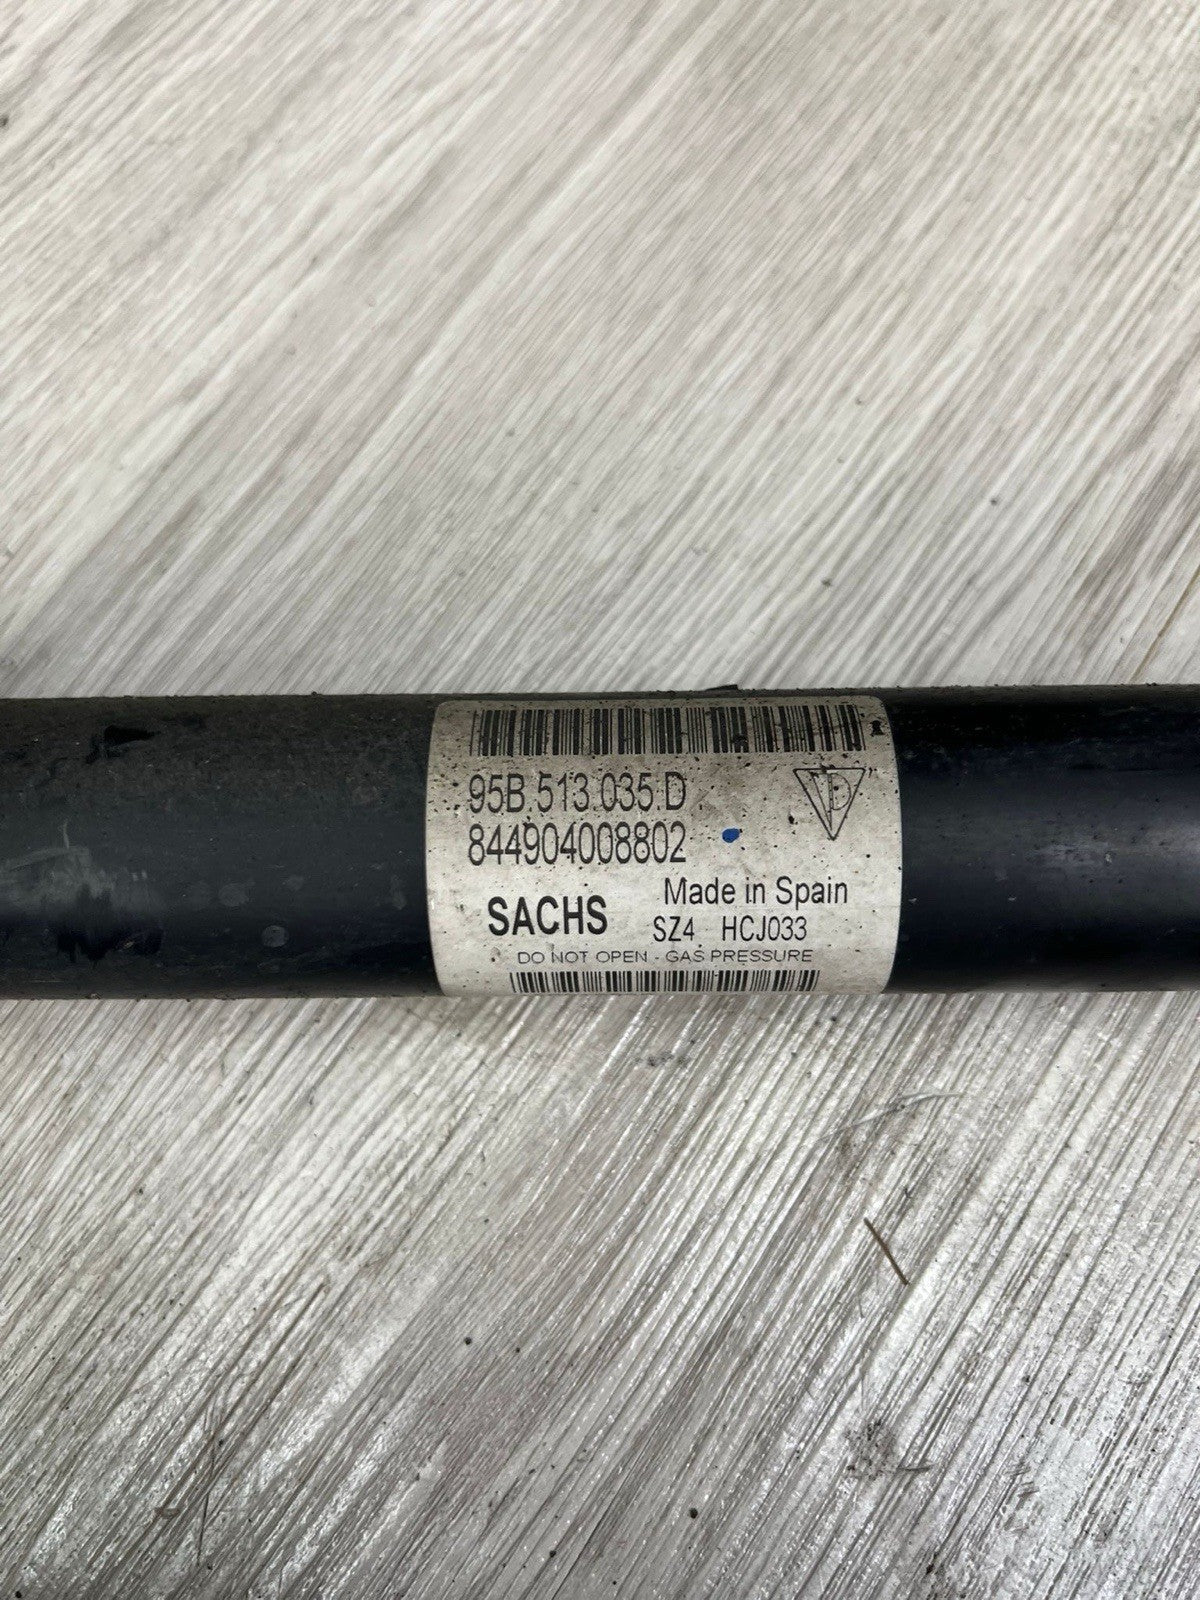 95B.513.035.D
844904008802
SACHS
Made in Spain
SZ4 HCJ033
DO NOT OPEN - GAS PRESSURE